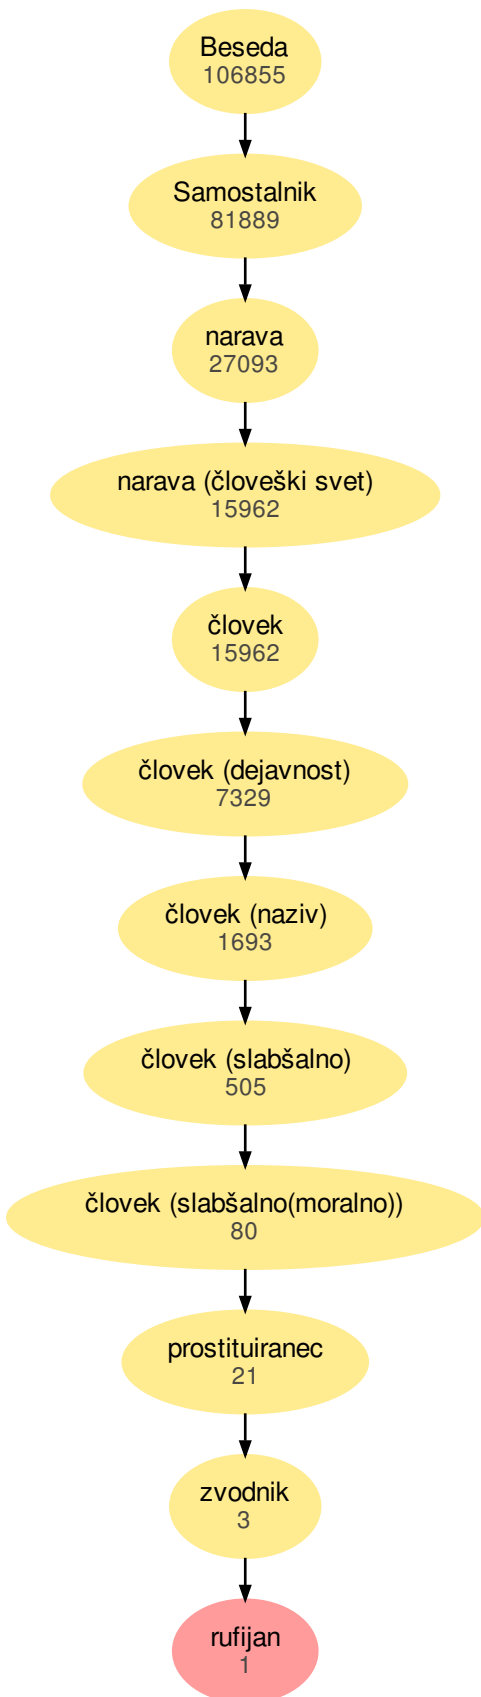 Beseda
106855
Samostalnik
81889
narava
27093
narava (človeški svet)
15962
človek
15962
človek (dejavnost)
7329
človek (naziv)
1693
človek (slabšalno)
505
človek (slabšalno(moralno))
80
prostituiranec
21
zvodnik
3
rufijan
1